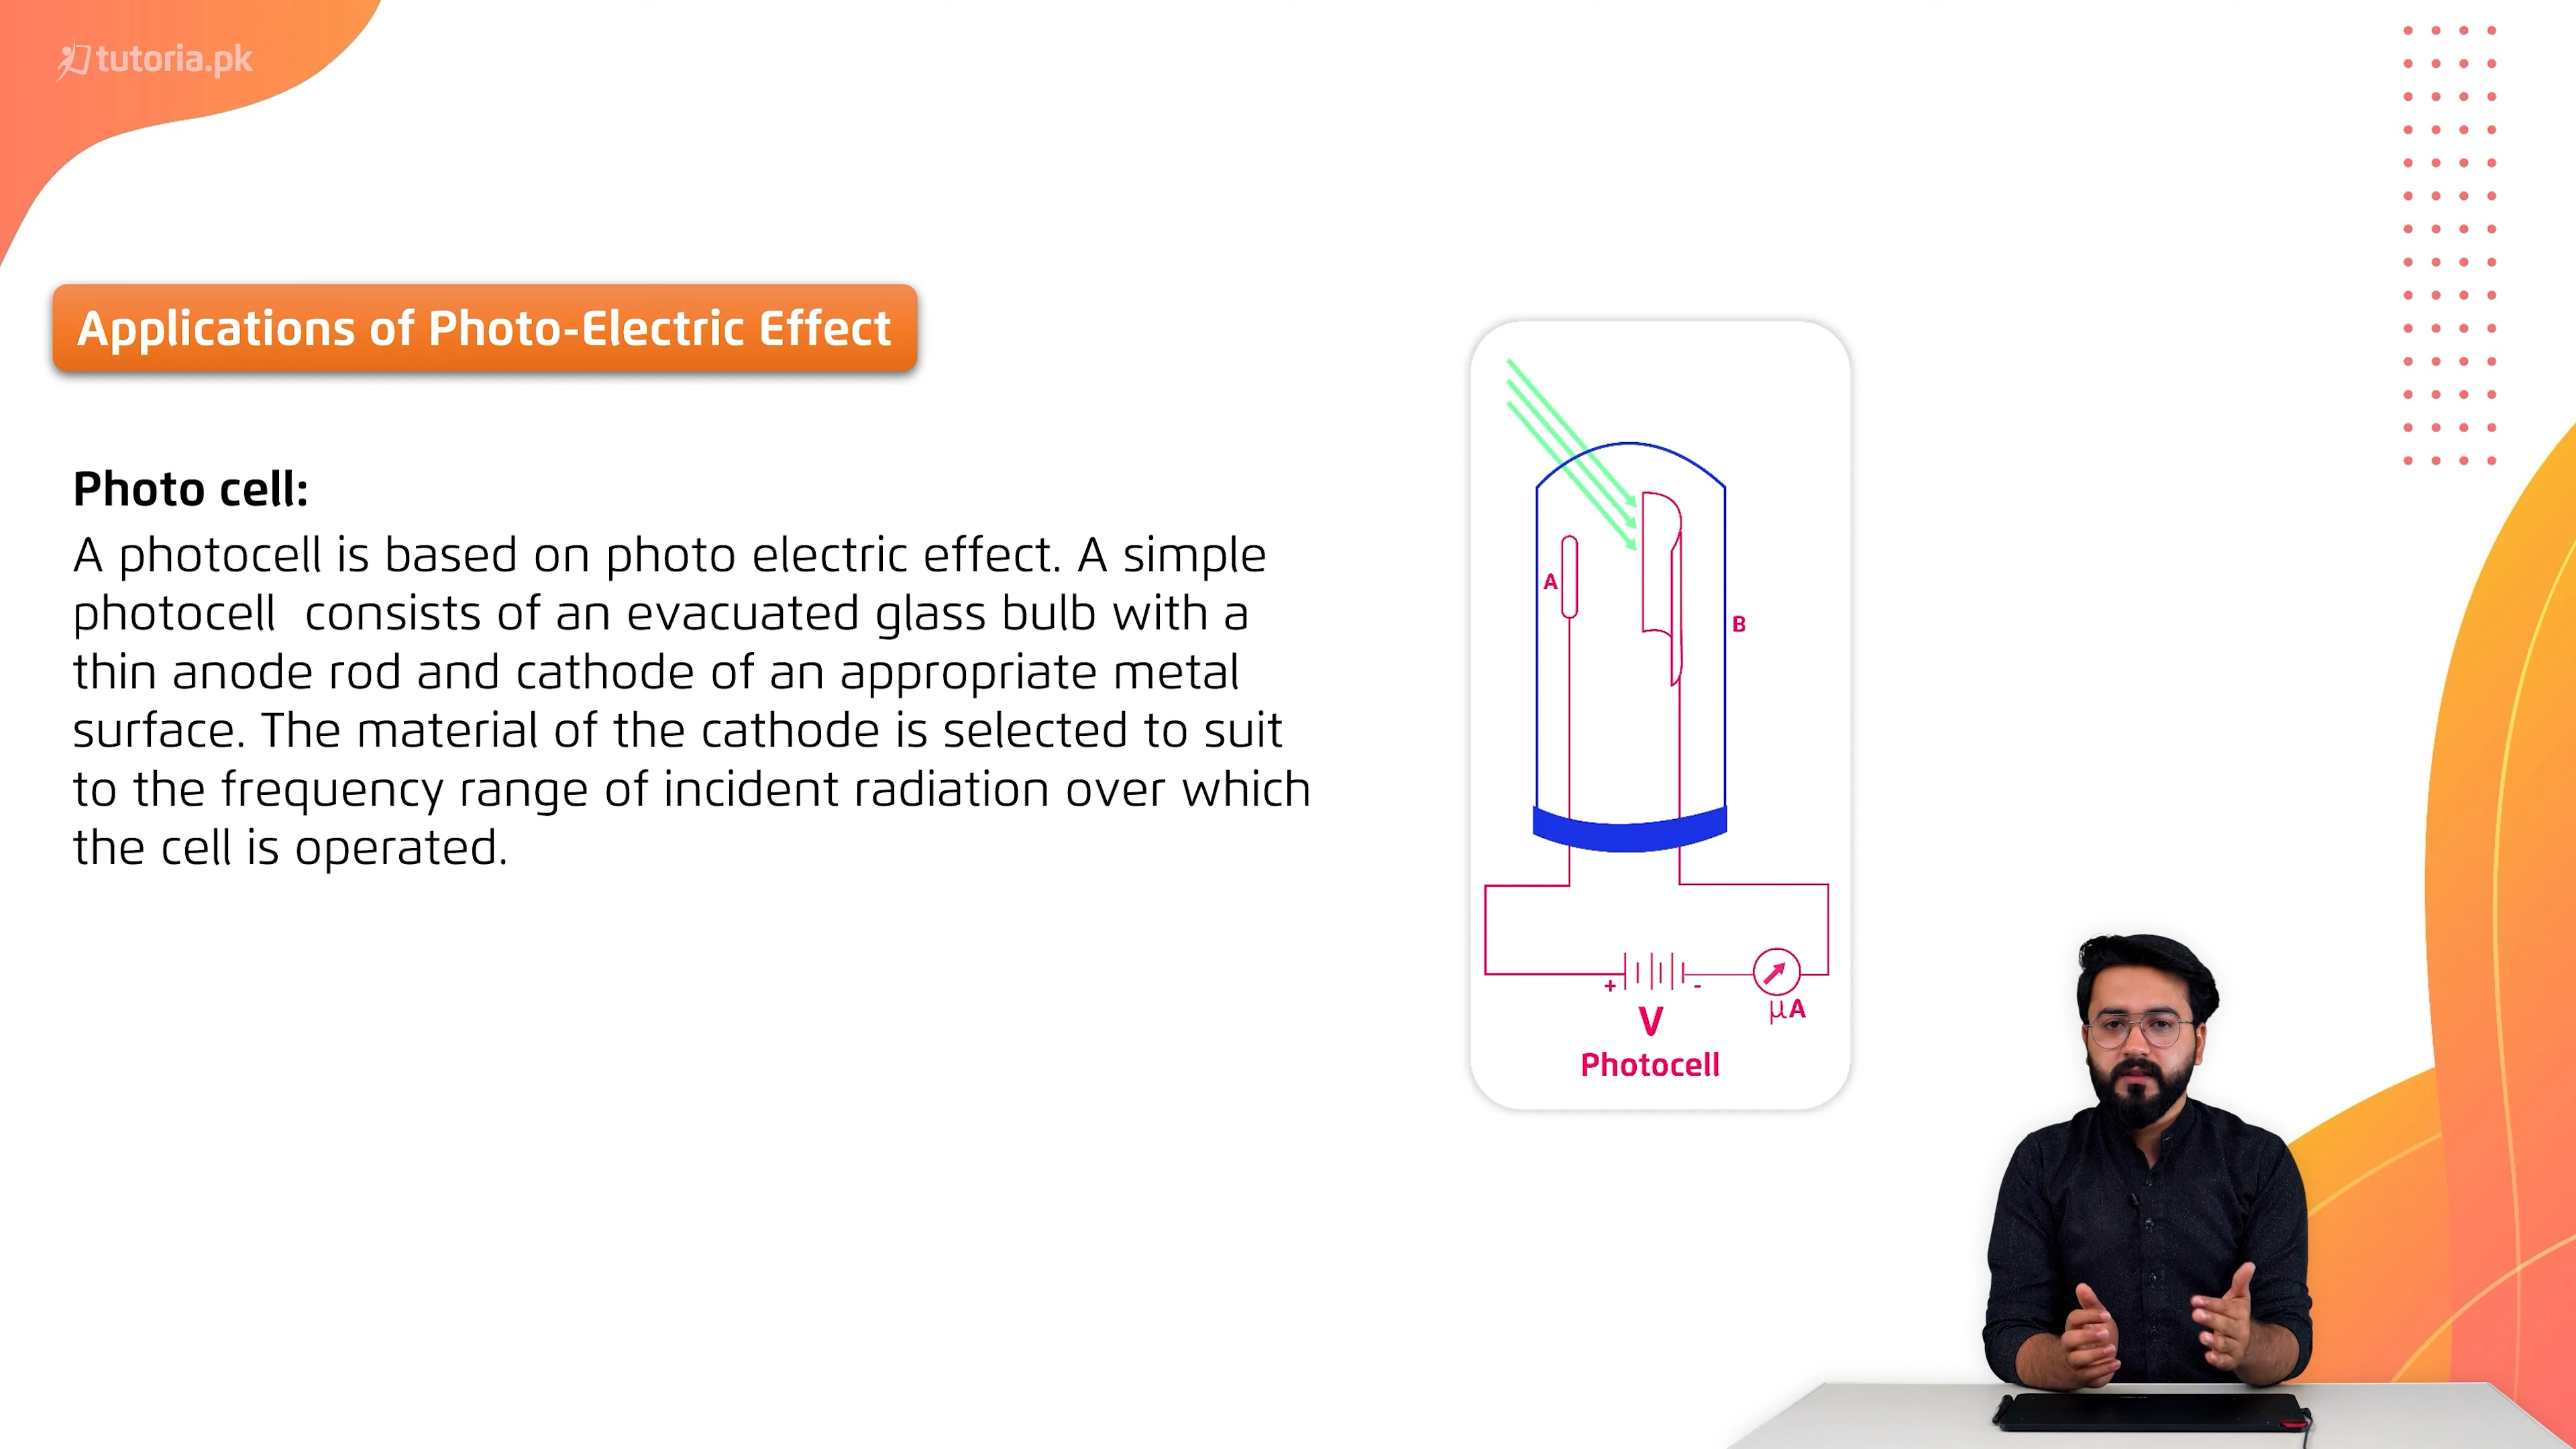 tutoria.pk
Applications of Photo-Electric Effect
Photo cell:
A photocell is based on photo electric effect. A simple
photocell  consists of an evacuated glass bulb with a
thin anode rod and cathode of an appropriate metal
surface. The material of the cathode is selected to suit
to the frequency range of incident radiation over which
the cell is operated.
A
B
+
-
V
μA
Photocell